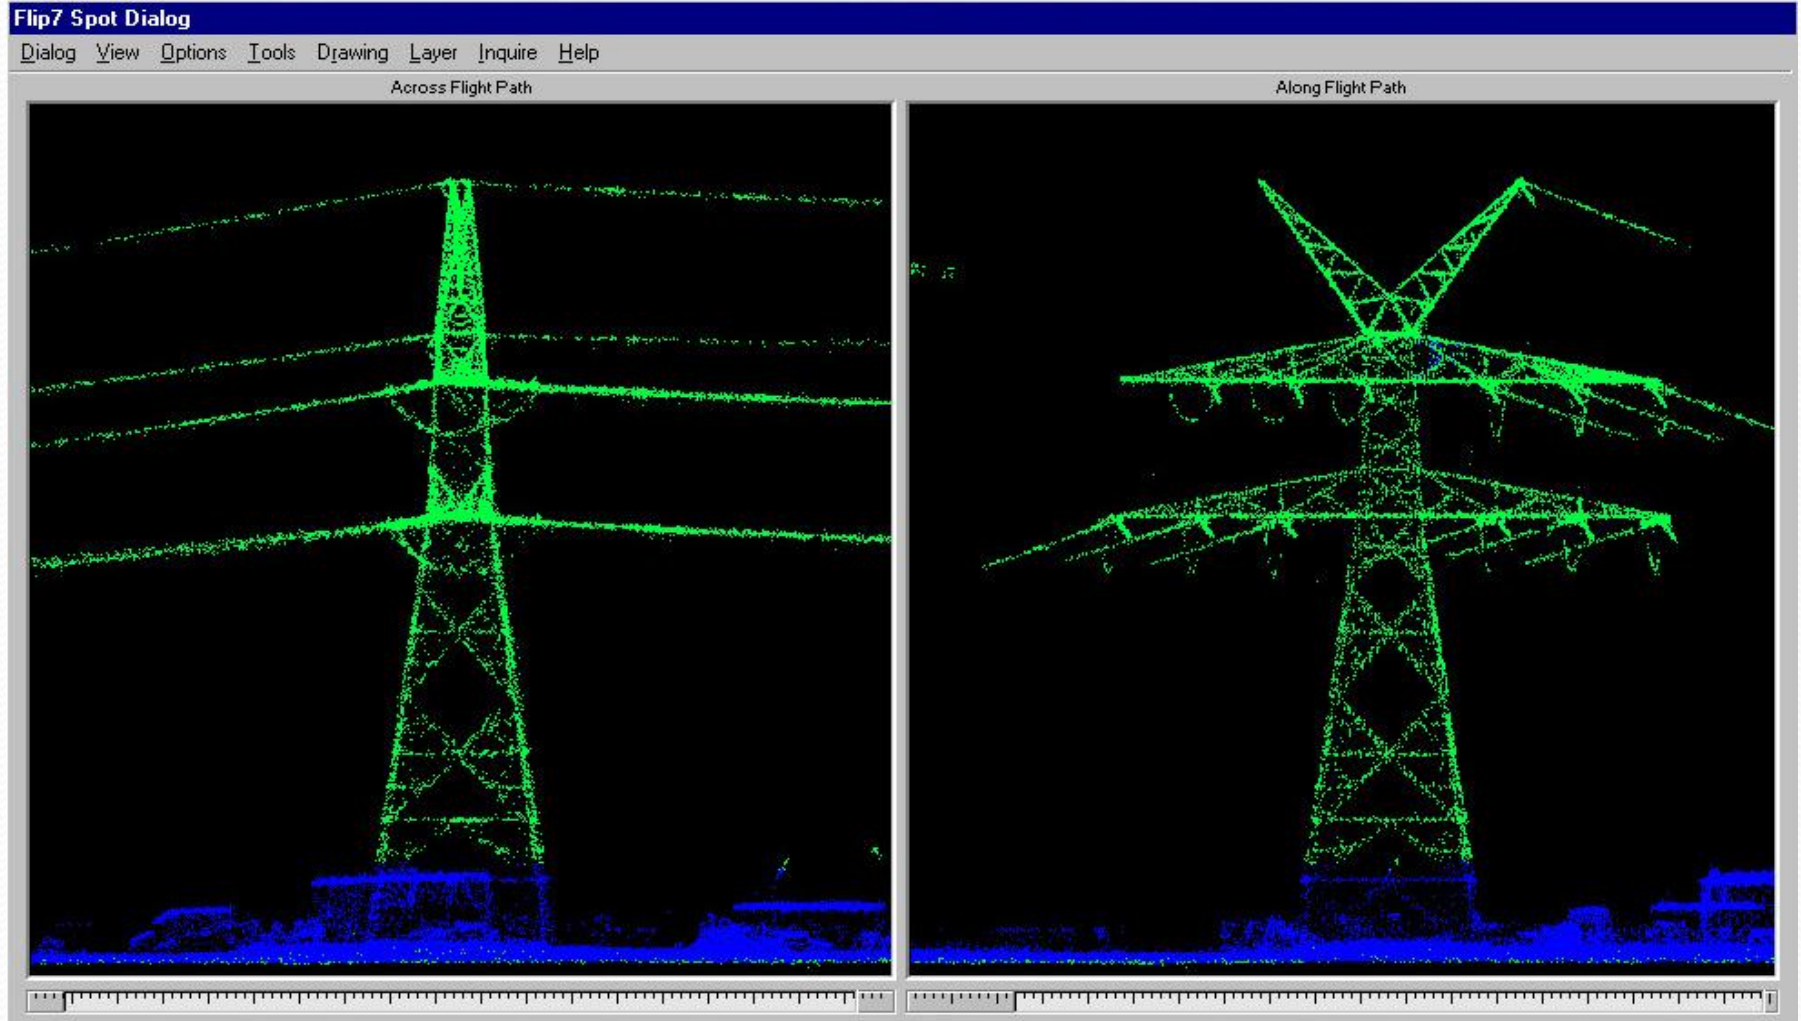 Flip7 Spot Dialog
Dialog View Options Tools Drawing Layer Inquire Help
Across Flight Path
Along Flight Path